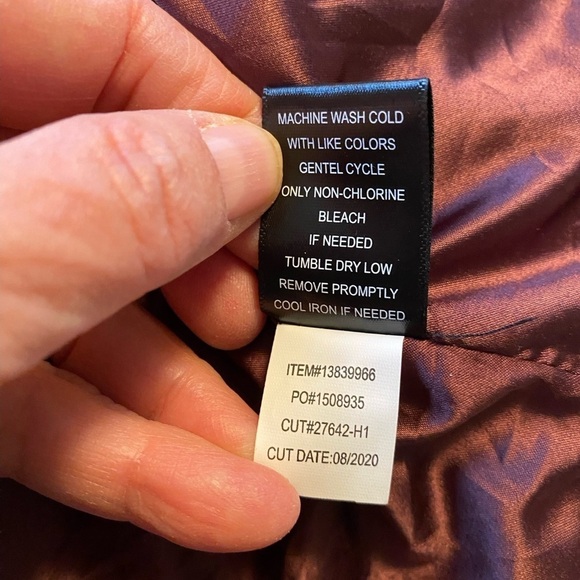 MACHINE WASH COLD
WITH LIKE COLORS
GENTEL CYCLE
ONLY NON-CHLORINE
BLEACH
IF NEEDED
TUMBLE DRY LOW
REMOVE PROMPTLY
COOL IRON IF NEEDED
ITEM#13839966
PO#1508935
CUT#27642-H1
CUT DATE:08/2020